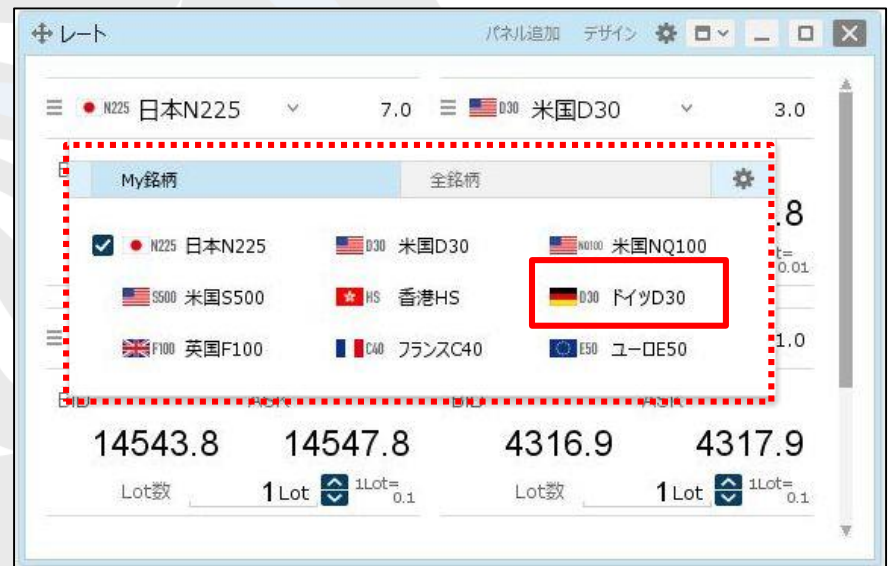 レート パネル追加 デザイン
N225 日本N225 7.0 D30 米国D30 3.0
My銘柄 全銘柄
.8
N225 日本N225 D30 米国D30 NQ100 米国NQ100
0.01
S500 米国S500 HS 香港HS D30 ドイツD30
1.0
F100 英国F100 C40 フランスC40 E50 ユーロE50
BID ASK BID ASK
14543.8 14547.8 4316.9 4317.9
Lot数 1 Lot 1Lot= 0.1 Lot数 1 Lot 1Lot= 0.1